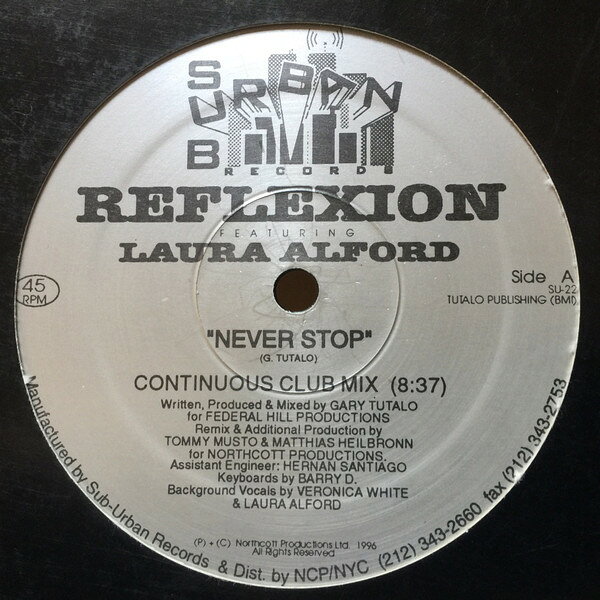 SUB URBAN
RECORDS
REFLEXION
FEATURING
LAURA ALFORD
45
RPM
Side A
SU-22
TUTALO PUBLISHING (BMI)
"NEVER STOP"
(G. TUTALO)
CONTINUOUS CLUB MIX (8:37)
Written, Produced & Mixed by GARY TUTALO
for FEDERAL HILL PRODUCTIONS
Remix & Additional Production by
TOMMY MUSTO & MATTHIAS HEILBRONN
for NORTHCOTT PRODUCTIONS.
Assistant Engineer: HERNAN SANTIAGO
Keyboards by BARRY D.
Background Vocals by VERONICA WHITE
& LAURA ALFORD
(P) + (C) Northcott Productions Ltd. 1996
All Rights Reserved
Manufactured by Sub-Urban Records & Dist. by NCP/NYC (212) 343-2660 fax (212) 343-2753